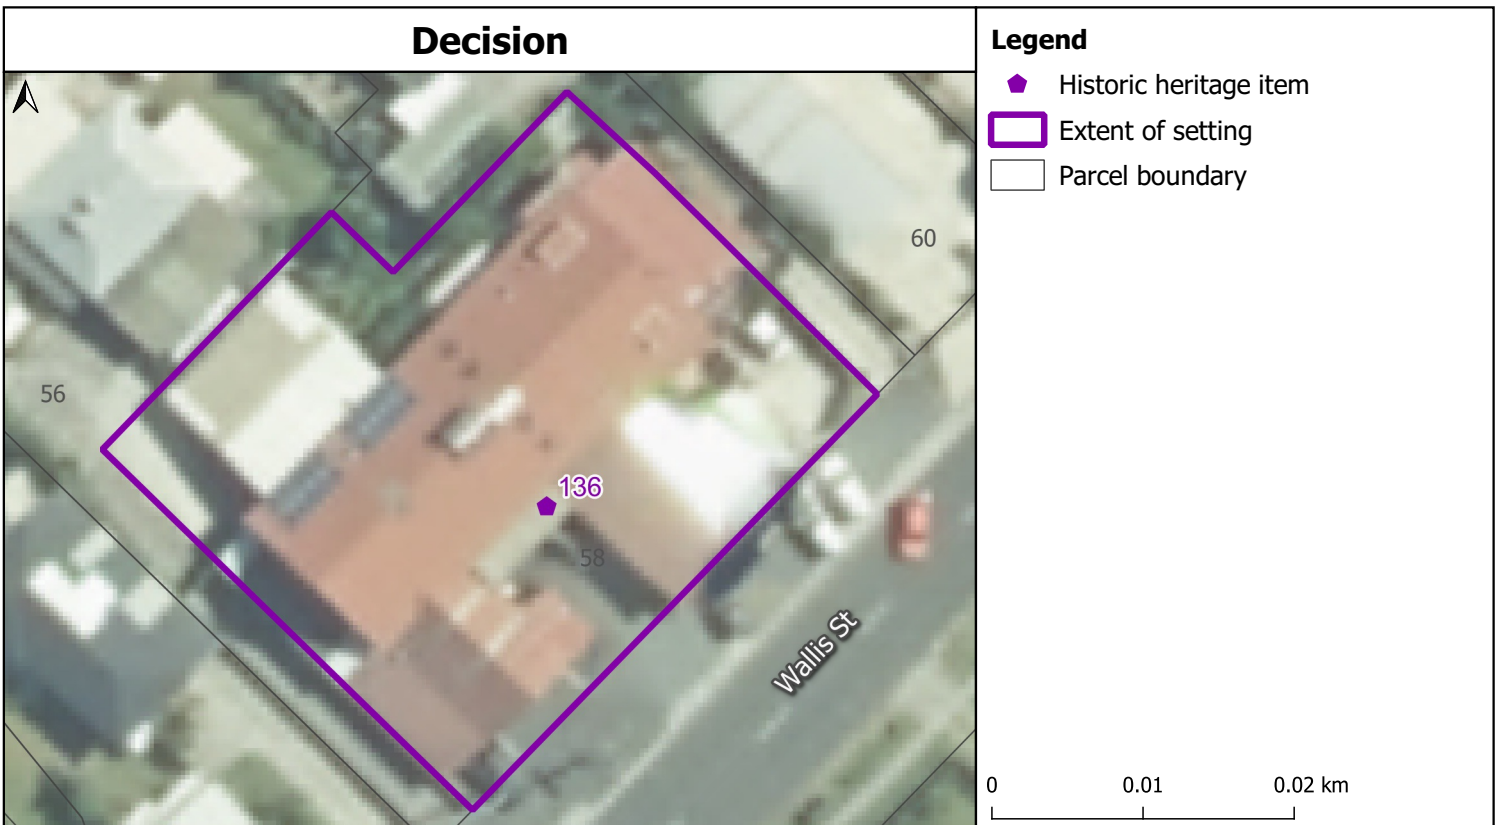 Decision
136
58
56
60
Wallis St
Legend
Historic heritage item
Extent of setting
Parcel boundary
0 0.01 0.02 km